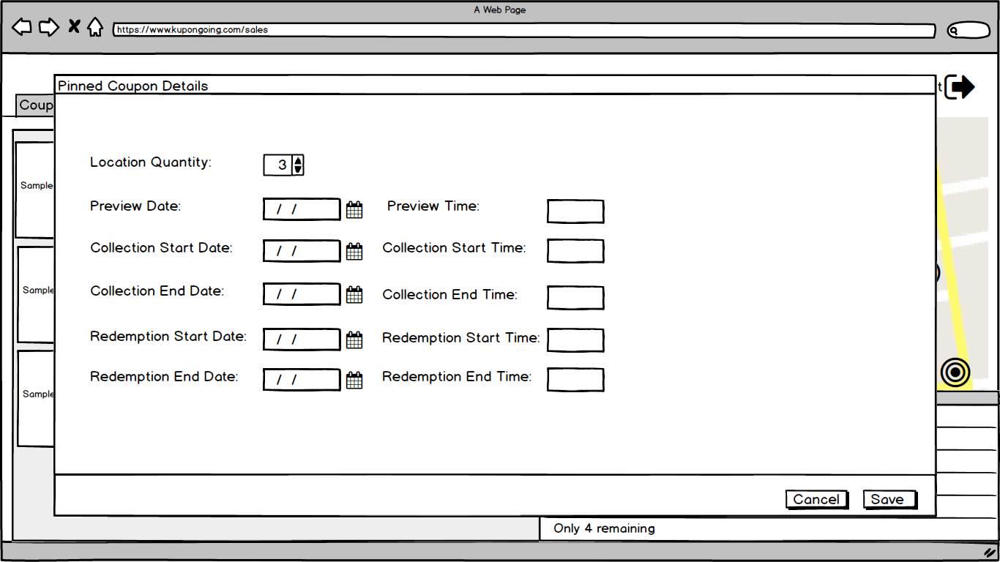 A Web Page
https://www.kupongoing.com/sales
Pinned Coupon Details
t
Coup
Location Quantity: 3
Sample
Preview Date: / / Preview Time:
Collection Start Date: / / Collection Start Time:
Sample
Collection End Date: / / Collection End Time:
Redemption Start Date: / / Redemption Start Time:
Redemption End Date: / / Redemption End Time:
Sample
Cancel Save
Only 4 remaining